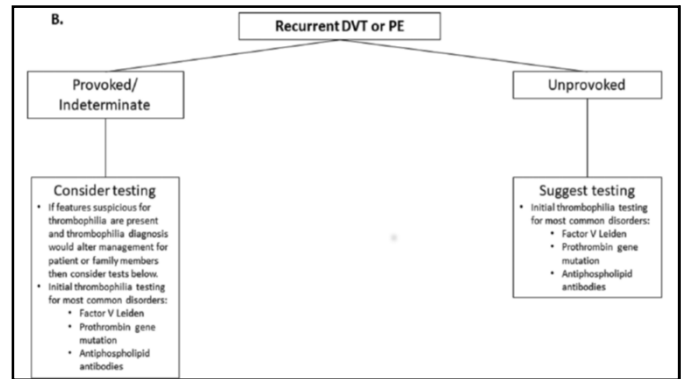 B.
Recurrent DVT or PE
Provoked/
Indeterminate
Unprovoked
Consider testing
• If features suspicious for
thrombophilia are present
and thrombophilia diagnosis
would alter management for
patient or family members
then consider tests below.
• Initial thrombophilia testing
for most common disorders:
• Factor V Leiden
• Prothrombin gene
mutation
• Antiphospholipid
antibodies
Suggest testing
• Initial thrombophilia testing
for most common disorders:
• Factor V Leiden
• Prothrombin gene
mutation
• Antiphospholipid
antibodies